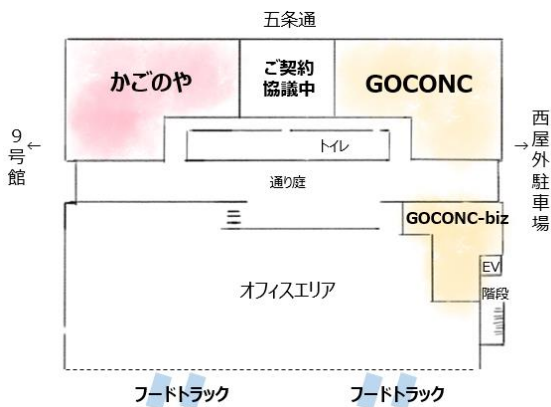 五条通
かごのや
ご契約
協議中
GOCONC
9号館
←
→
西屋外駐車場
トイレ
通り庭
GOCONC-biz
EV
階段
オフィスエリア
フードトラック
フードトラック